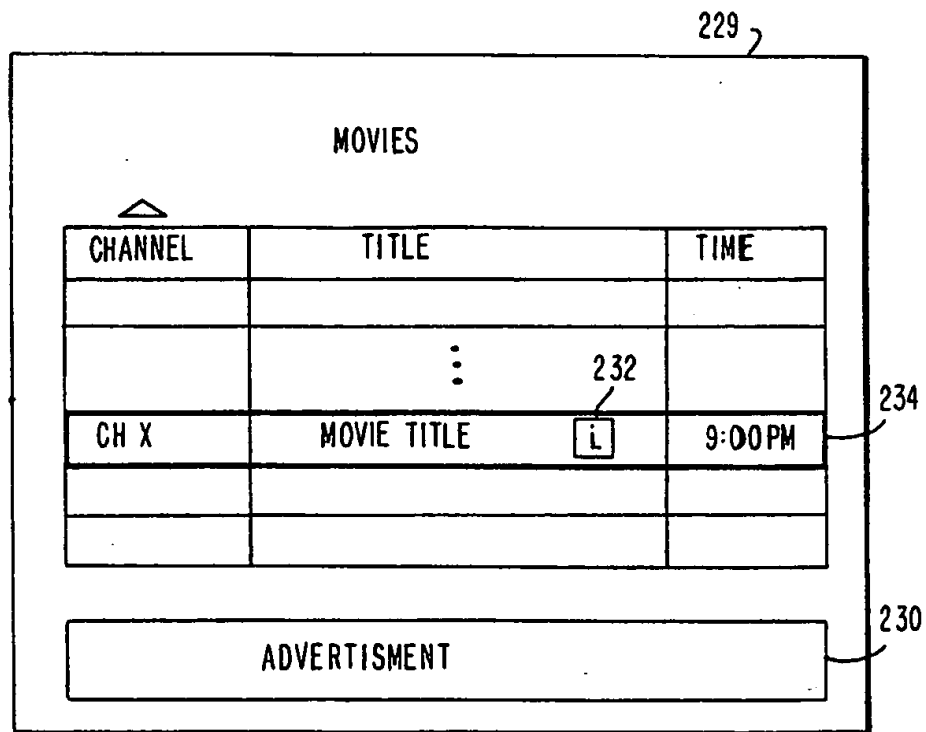 229
MOVIES
CHANNEL TITLE TIME
232
234
CH X MOVIE TITLE i 9:00PM
230
ADVERTISMENT